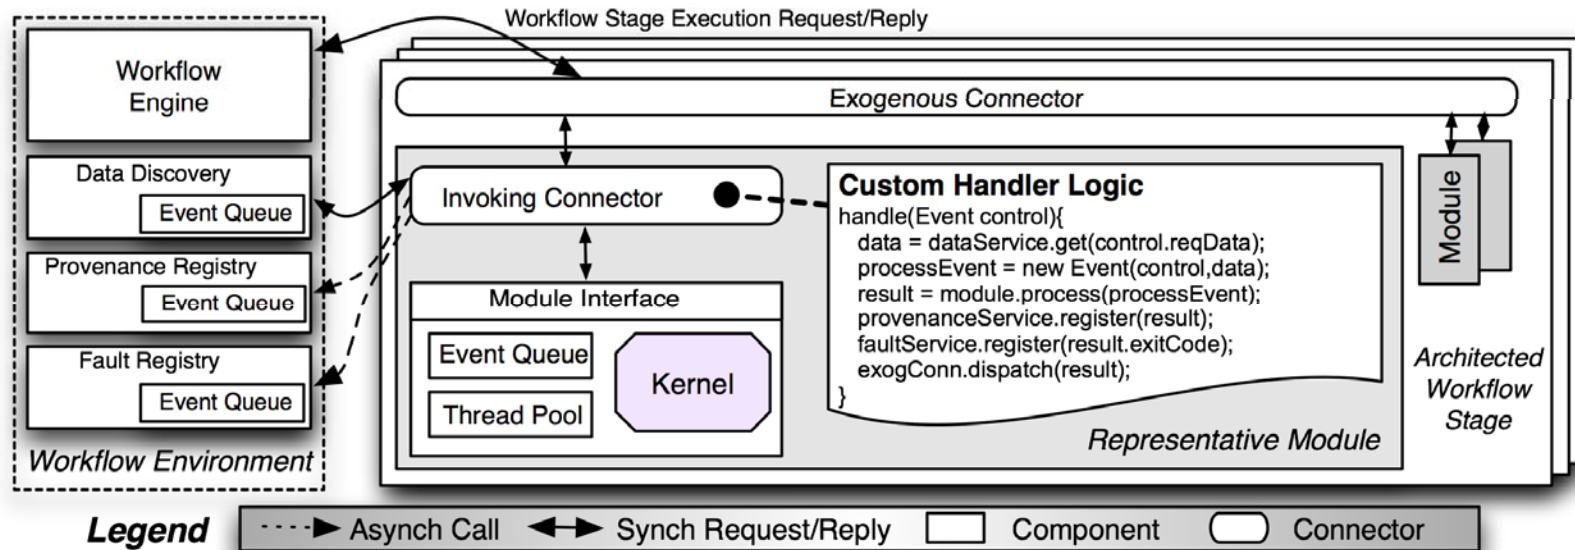 Workflow Stage Execution Request/Reply
Workflow
Engine
Data Discovery
Event Queue
Provenance Registry
Event Queue
Fault Registry
Event Queue
Workflow Environment
Exogenous Connector
Invoking Connector
Module Interface
Event Queue
Thread Pool
Kernel
Custom Handler Logic
handle(Event control){
data = dataService.get(control.reqData);
processEvent = new Event(control,data);
result = module.process(processEvent);
provenanceService.register(result);
faultService.register(result.exitCode);
exogConn.dispatch(result);
}
Representative Module
Module
Architected
Workflow
Stage
Legend
Asynch Call
Synch Request/Reply
Component
Connector